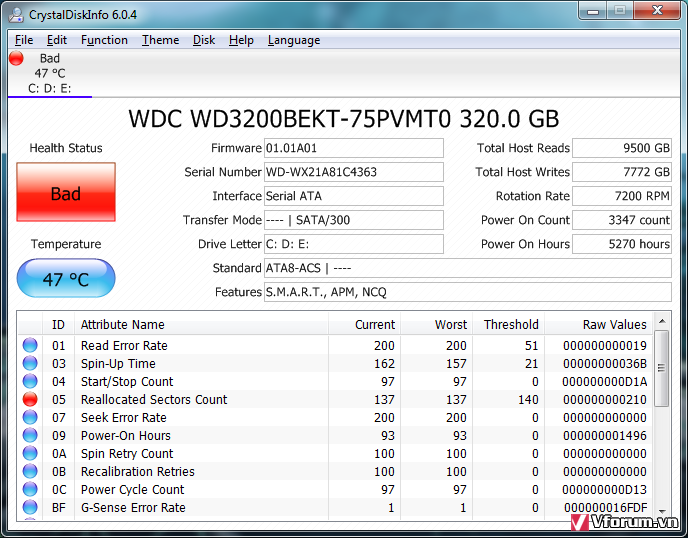 CrystalDiskInfo 6.0.4
File Edit Function Theme Disk Help Language
Bad
47 °C
C: D: E:
WDC WD3200BEKT-75PVMT0 320.0 GB
Health Status
Bad
Temperature
47 °C
Firmware 01.01A01
Serial Number WD-WX21A81C4363
Interface Serial ATA
Transfer Mode ---- | SATA/300
Drive Letter C: D: E:
Standard ATA8-ACS | ----
Features S.M.A.R.T., APM, NCQ
Total Host Reads 9500 GB
Total Host Writes 7772 GB
Rotation Rate 7200 RPM
Power On Count 3347 count
Power On Hours 5270 hours
ID Attribute Name Current Worst Threshold Raw Values
01 Read Error Rate 200 200 51 000000000019
03 Spin-Up Time 162 157 21 00000000036B
04 Start/Stop Count 97 97 0 000000000D1A
05 Reallocated Sectors Count 137 137 140 000000000210
07 Seek Error Rate 200 200 0 000000000000
09 Power-On Hours 93 93 0 000000001496
0A Spin Retry Count 100 100 0 000000000000
0B Recalibration Retries 100 100 0 000000000000
0C Power Cycle Count 97 97 0 000000000D13
BF G-Sense Error Rate 1 1 0 000000016FDF
Vforum.vn